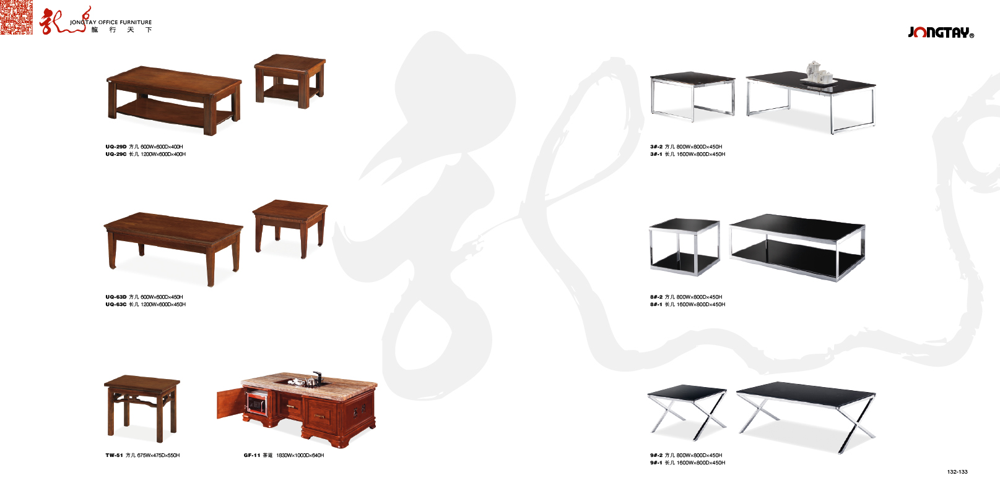 JONGTAY OFFICE FURNITURE
龍行天下
JONGTAY®
UQ-29D 方几 600W×600D×400H
UQ-29C 长几 1200W×600D×400H
3#-2 方几 800W×800D×450H
3#-1 长几 1600W×800D×450H
UQ-63D 方几 600W×600D×450H
UQ-63C 长几 1200W×600D×450H
8#-2 方几 800W×800D×450H
8#-1 长几 1600W×800D×450H
TW-51 方几 675W×475D×550H
GF-11 茶道 1830W×1000D×640H
9#-2 方几 800W×800D×450H
9#-1 长几 1600W×800D×450H
132-133